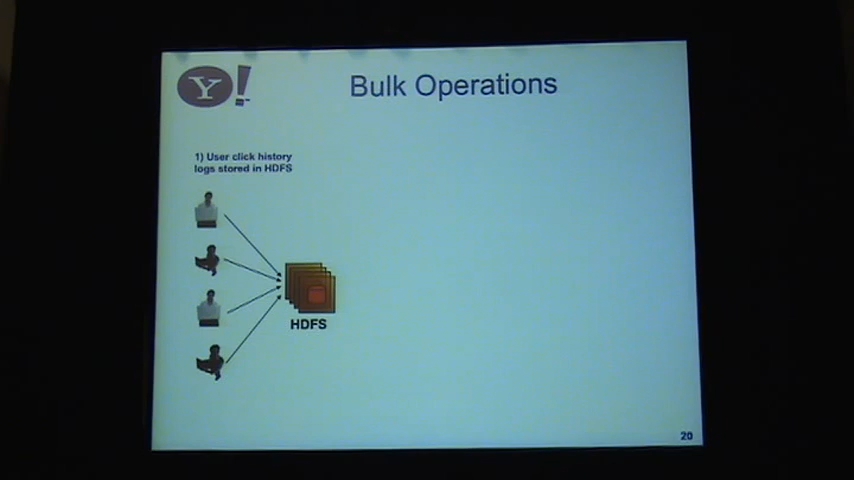 Y!
Bulk Operations
1) User click history
logs stored in HDFS
HDFS
20